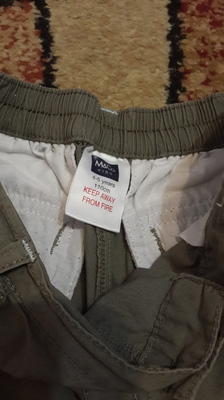 4-5 years
110cm
KEEP AWAY
FROM FIRE